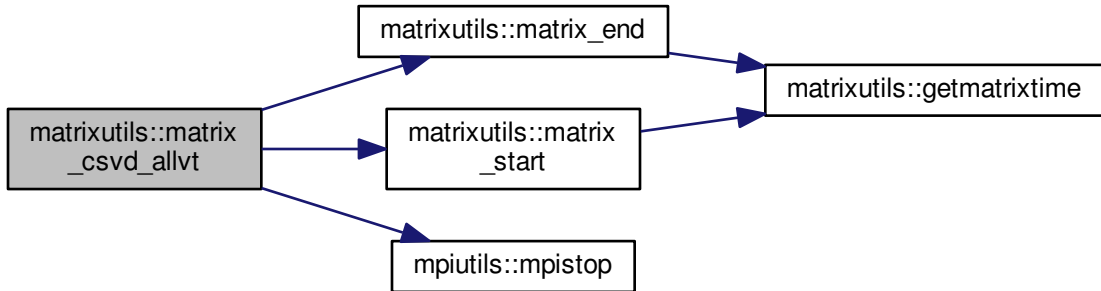 matrixutils::matrix_end
matrixutils::getmatrixtime
matrixutils::matrix
_csvd_allvt
matrixutils::matrix
_start
mpiutils::mpistop